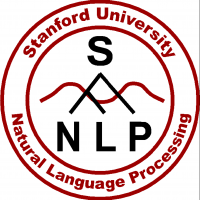 Stanford University
S
NLP
Natural Language Processing